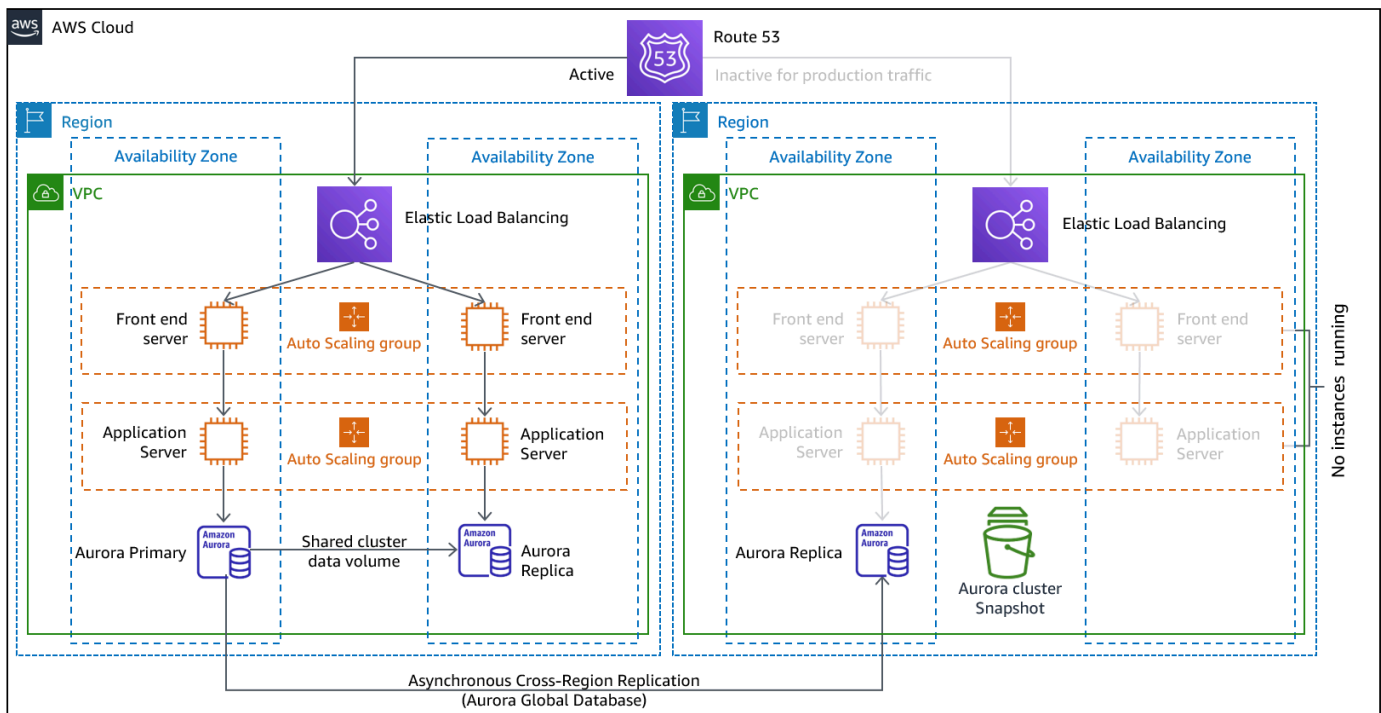 aws
AWS Cloud
Route 53
53
Active
Inactive for production traffic
Region
Availability Zone
Availability Zone
VPC
Elastic Load Balancing
Front end
server
Auto Scaling group
Front end
server
Application
Server
Auto Scaling group
Application
Server
Aurora Primary
Amazon
Aurora
Shared cluster
data volume
Amazon
Aurora
Aurora
Replica
Region
Availability Zone
Availability Zone
VPC
Elastic Load Balancing
Front end
server
Auto Scaling group
Front end
server
Application
Server
Auto Scaling group
Application
Server
No instances running
Aurora Replica
Amazon
Aurora
Aurora cluster
Snapshot
Asynchronous Cross-Region Replication
(Aurora Global Database)